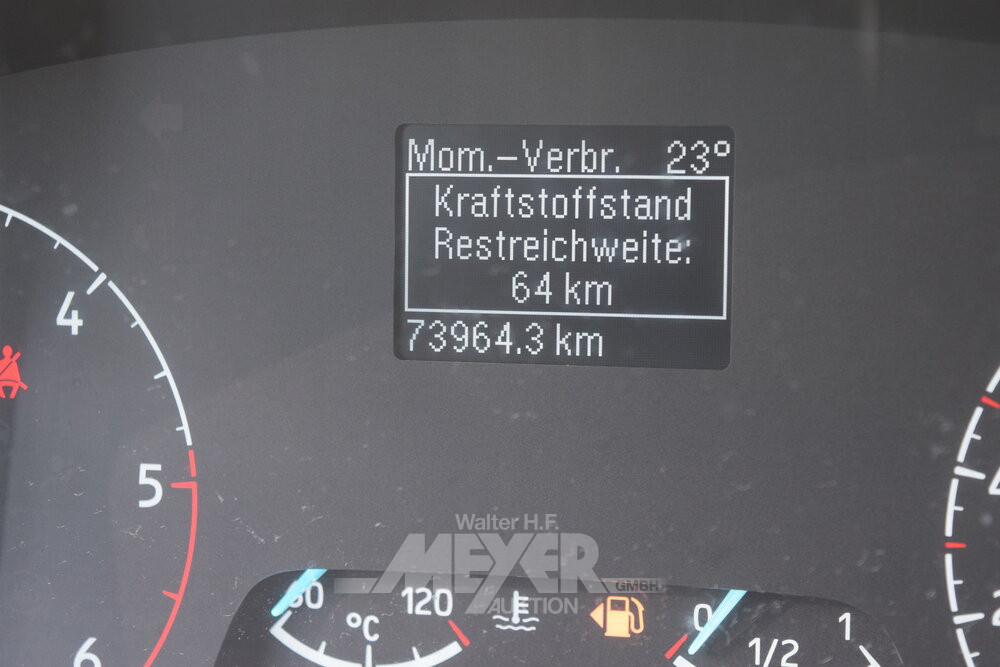 Mom.-Verbr. 23°
Kraftstoffstand
Restreichweite:
64 km
73964.3 km
4
5
6
Walter H.F.
MEYER
GMBH
AUCTION
60 120
°C
0 1/2 1